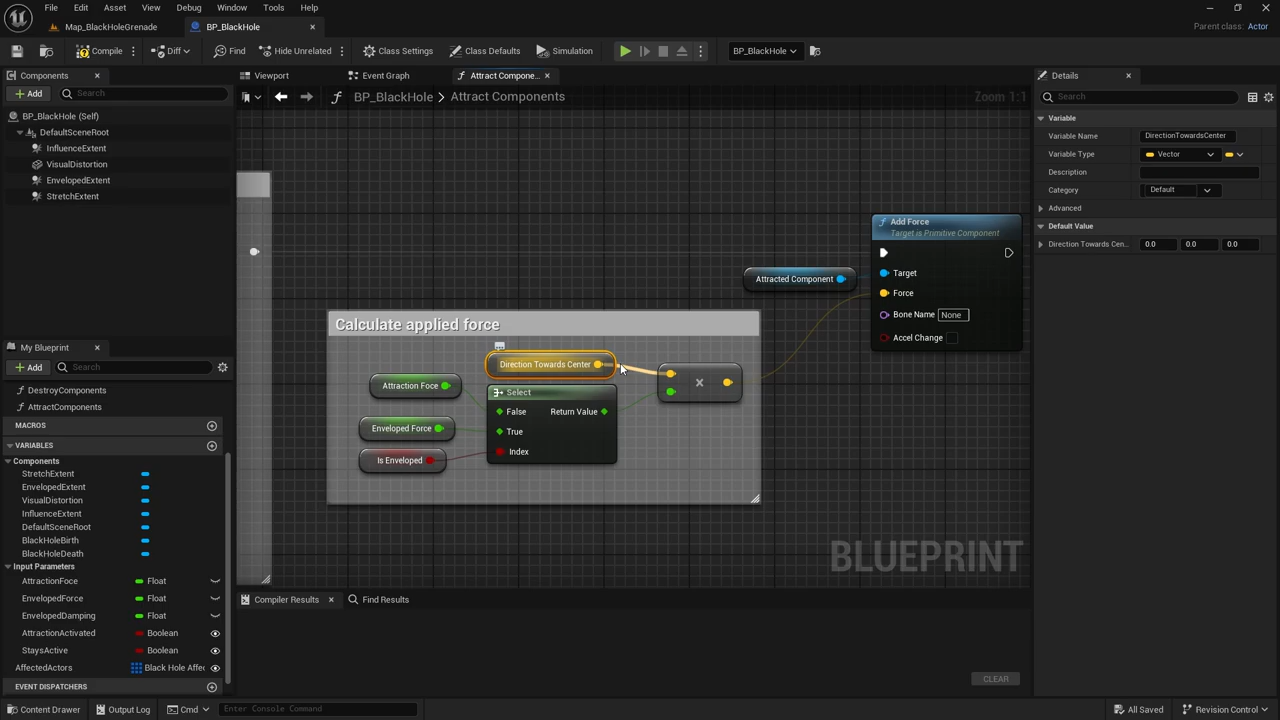 File Edit Asset View Debug Window Tools Help
Map_BlackHoleGrenade
BP_BlackHole
Parent class: Actor
Compile
Diff
Find
Hide Unrelated
Class Settings
Class Defaults
Simulation
BP_BlackHole
Components
Add
Search
BP_BlackHole (Self)
DefaultSceneRoot
InfluenceExtent
VisualDistortion
EnvelopedExtent
StretchExtent
My Blueprint
Add
Search
DestroyComponents
AttractComponents
MACROS
VARIABLES
Components
StretchExtent
EnvelopedExtent
VisualDistortion
InfluenceExtent
DefaultSceneRoot
BlackHoleBirth
BlackHoleDeath
Input Parameters
AttractionFoce Float
EnvelopedForce Float
EnvelopedDamping Float
AttractionActivated Boolean
StaysActive Boolean
AffectedActors Black Hole Affec
EVENT DISPATCHERS
Viewport
Event Graph
Attract Compone...
BP_BlackHole > Attract Components
Zoom 1:1
Add Force
Target is Primitive Component
Target
Force
Bone Name None
Accel Change
Attracted Component
Calculate applied force
Direction Towards Center
Attraction Foce
Select
False Return Value
Enveloped Force
True
Is Enveloped
Index
BLUEPRINT
Compiler Results
Find Results
CLEAR
Details
Search
Variable
Variable Name DirectionTowardsCenter
Variable Type Vector
Description
Category Default
Advanced
Default Value
Direction Towards Cen... 0.0 0.0 0.0
Content Drawer
Output Log
Cmd
Enter Console Command
All Saved
Revision Control